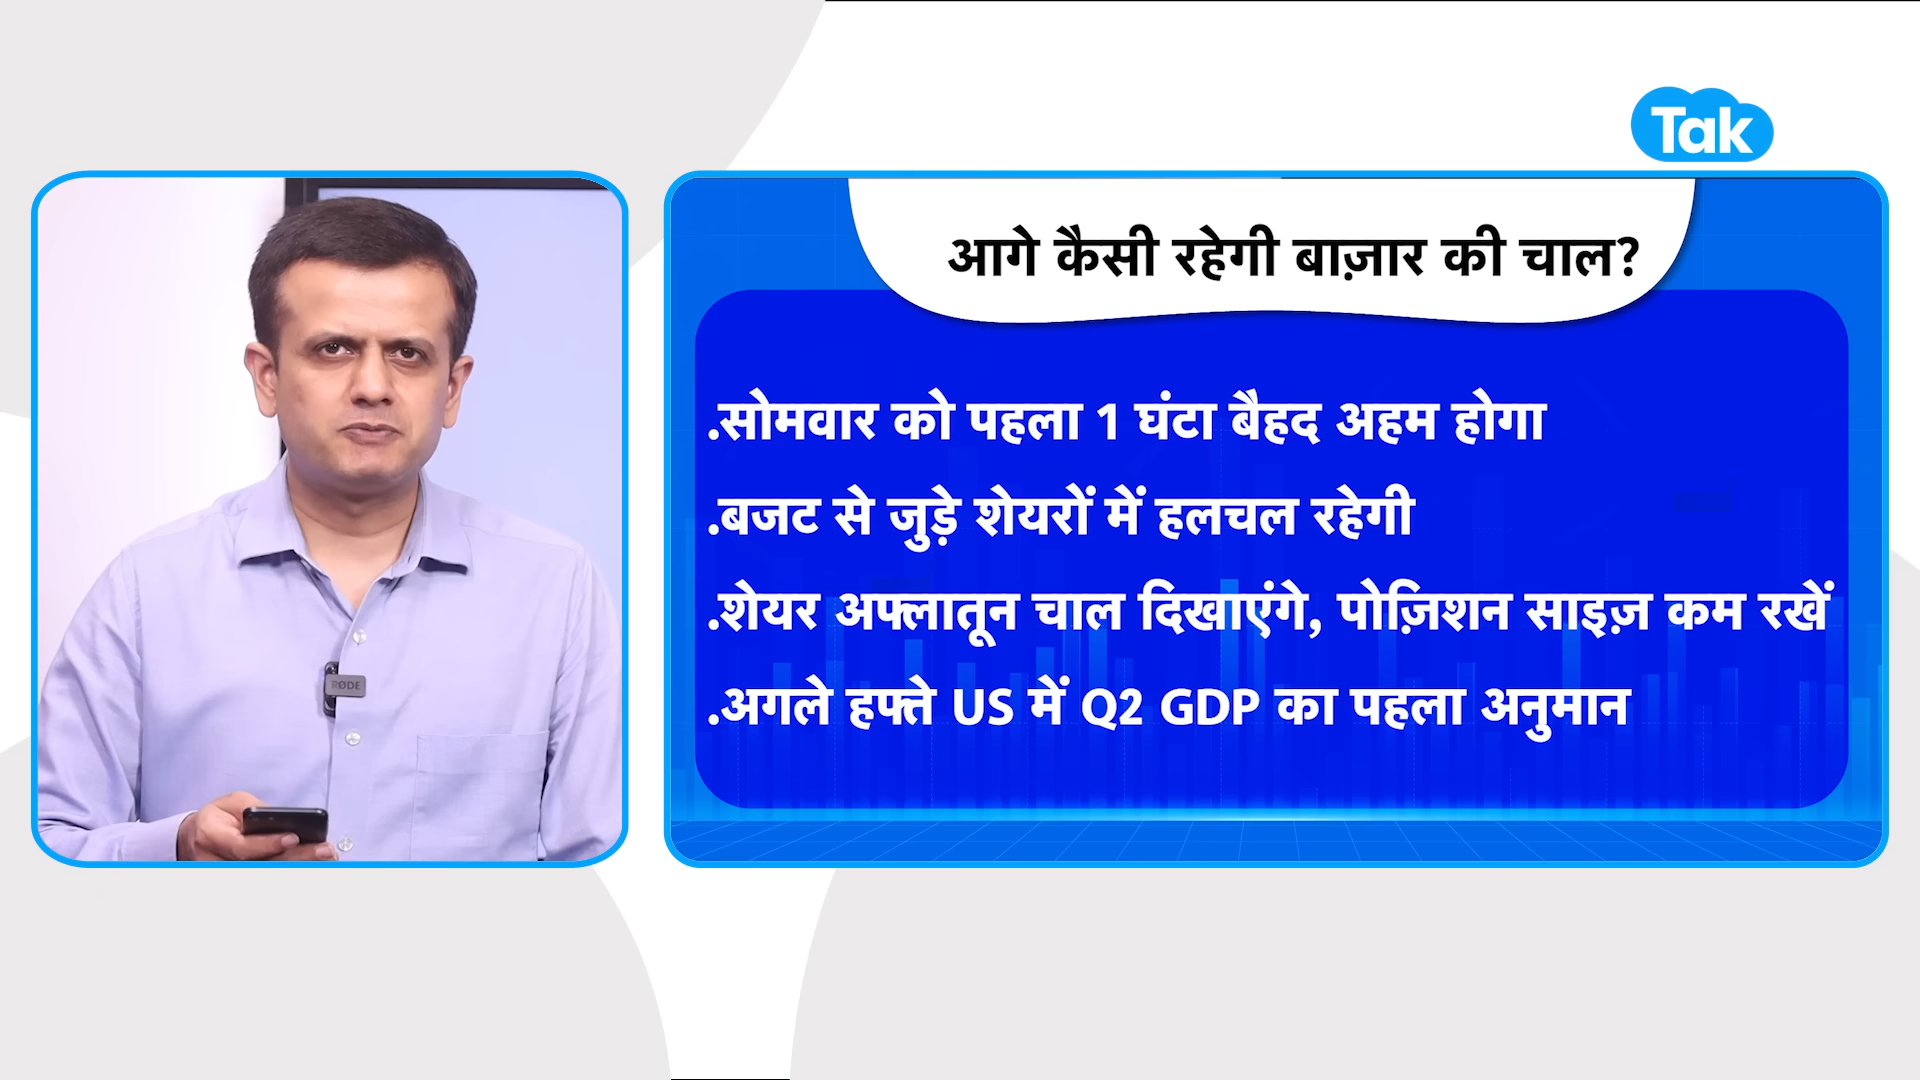 Tak
आगे कैसी रहेगी बाज़ार की चाल?
.सोमवार को पहला 1 घंटा बैहद अहम होगा
.बजट से जुड़े शेयरों में हलचल रहेगी
.शेयर अफ्लातून चाल दिखाएंगे, पोज़िशन साइज़ कम रखें
.अगले हफ्ते US में Q2 GDP का पहला अनुमान
RØDE